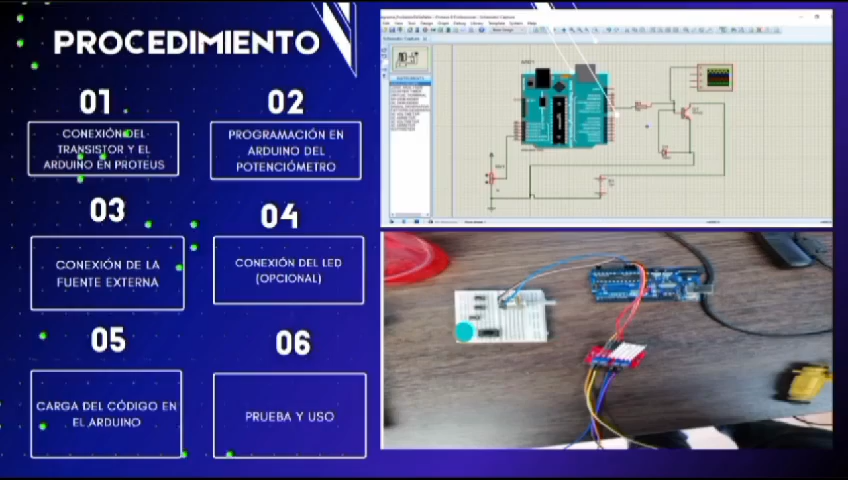 PROCEDIMIENTO
01
CONEXIÓN DEL
TRANSISTOR Y EL
ARDUINO EN PROTEUS
02
PROGRAMACIÓN EN
ARDUINO DEL
POTENCIÓMETRO
03
CONEXIÓN DE LA
FUENTE EXTERNA
04
CONEXIÓN DEL LED
(OPCIONAL)
05
CARGA DEL CÓDIGO EN
EL ARDUINO
06
PRUEBA Y USO